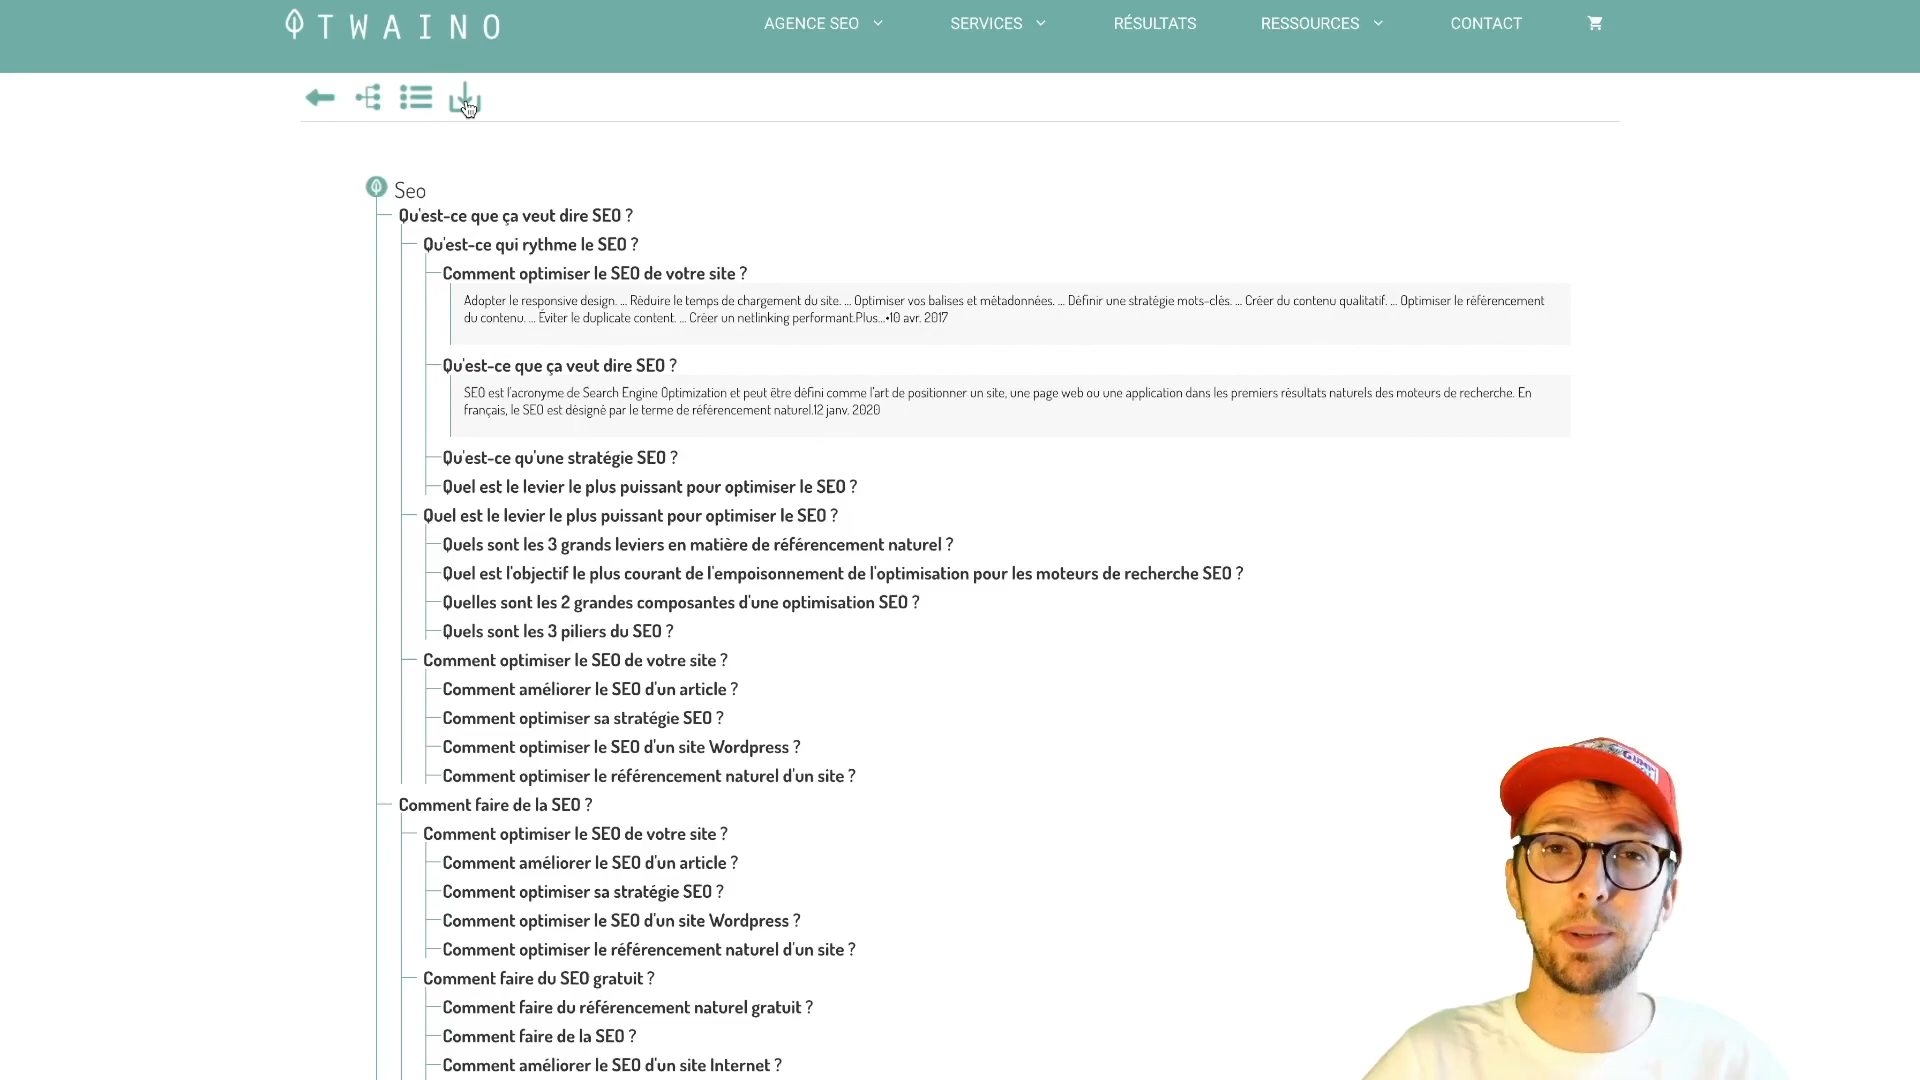 TWAINO
AGENCE SEO
SERVICES
RÉSULTATS
RESSOURCES
CONTACT
Seo
Qu'est-ce que ça veut dire SEO ?
Qu'est-ce qui rythme le SEO ?
Comment optimiser le SEO de votre site ?
Adopter le responsive design. ... Réduire le temps de chargement du site. ... Optimiser vos balises et métadonnées. ... Définir une stratégie mots-clés. ... Créer du contenu qualitatif. ... Optimiser le référencement
du contenu. ... Éviter le duplicate content. ... Créer un netlinking performant.Plus...•10 avr. 2017
Qu'est-ce que ça veut dire SEO ?
SEO est l'acronyme de Search Engine Optimization et peut être défini comme l'art de positionner un site, une page web ou une application dans les premiers résultats naturels des moteurs de recherche. En
français, le SEO est désigné par le terme de référencement naturel.12 janv. 2020
Qu'est-ce qu'une stratégie SEO ?
Quel est le levier le plus puissant pour optimiser le SEO ?
Quel est le levier le plus puissant pour optimiser le SEO ?
Quels sont les 3 grands leviers en matière de référencement naturel ?
Quel est l'objectif le plus courant de l'empoisonnement de l'optimisation pour les moteurs de recherche SEO ?
Quelles sont les 2 grandes composantes d'une optimisation SEO ?
Quels sont les 3 piliers du SEO ?
Comment optimiser le SEO de votre site ?
Comment améliorer le SEO d'un article ?
Comment optimiser sa stratégie SEO ?
Comment optimiser le SEO d'un site Wordpress ?
Comment optimiser le référencement naturel d'un site ?
Comment faire de la SEO ?
Comment optimiser le SEO de votre site ?
Comment améliorer le SEO d'un article ?
Comment optimiser sa stratégie SEO ?
Comment optimiser le SEO d'un site Wordpress ?
Comment optimiser le référencement naturel d'un site ?
Comment faire du SEO gratuit ?
Comment faire du référencement naturel gratuit ?
Comment faire de la SEO ?
Comment améliorer le SEO d'un site Internet ?